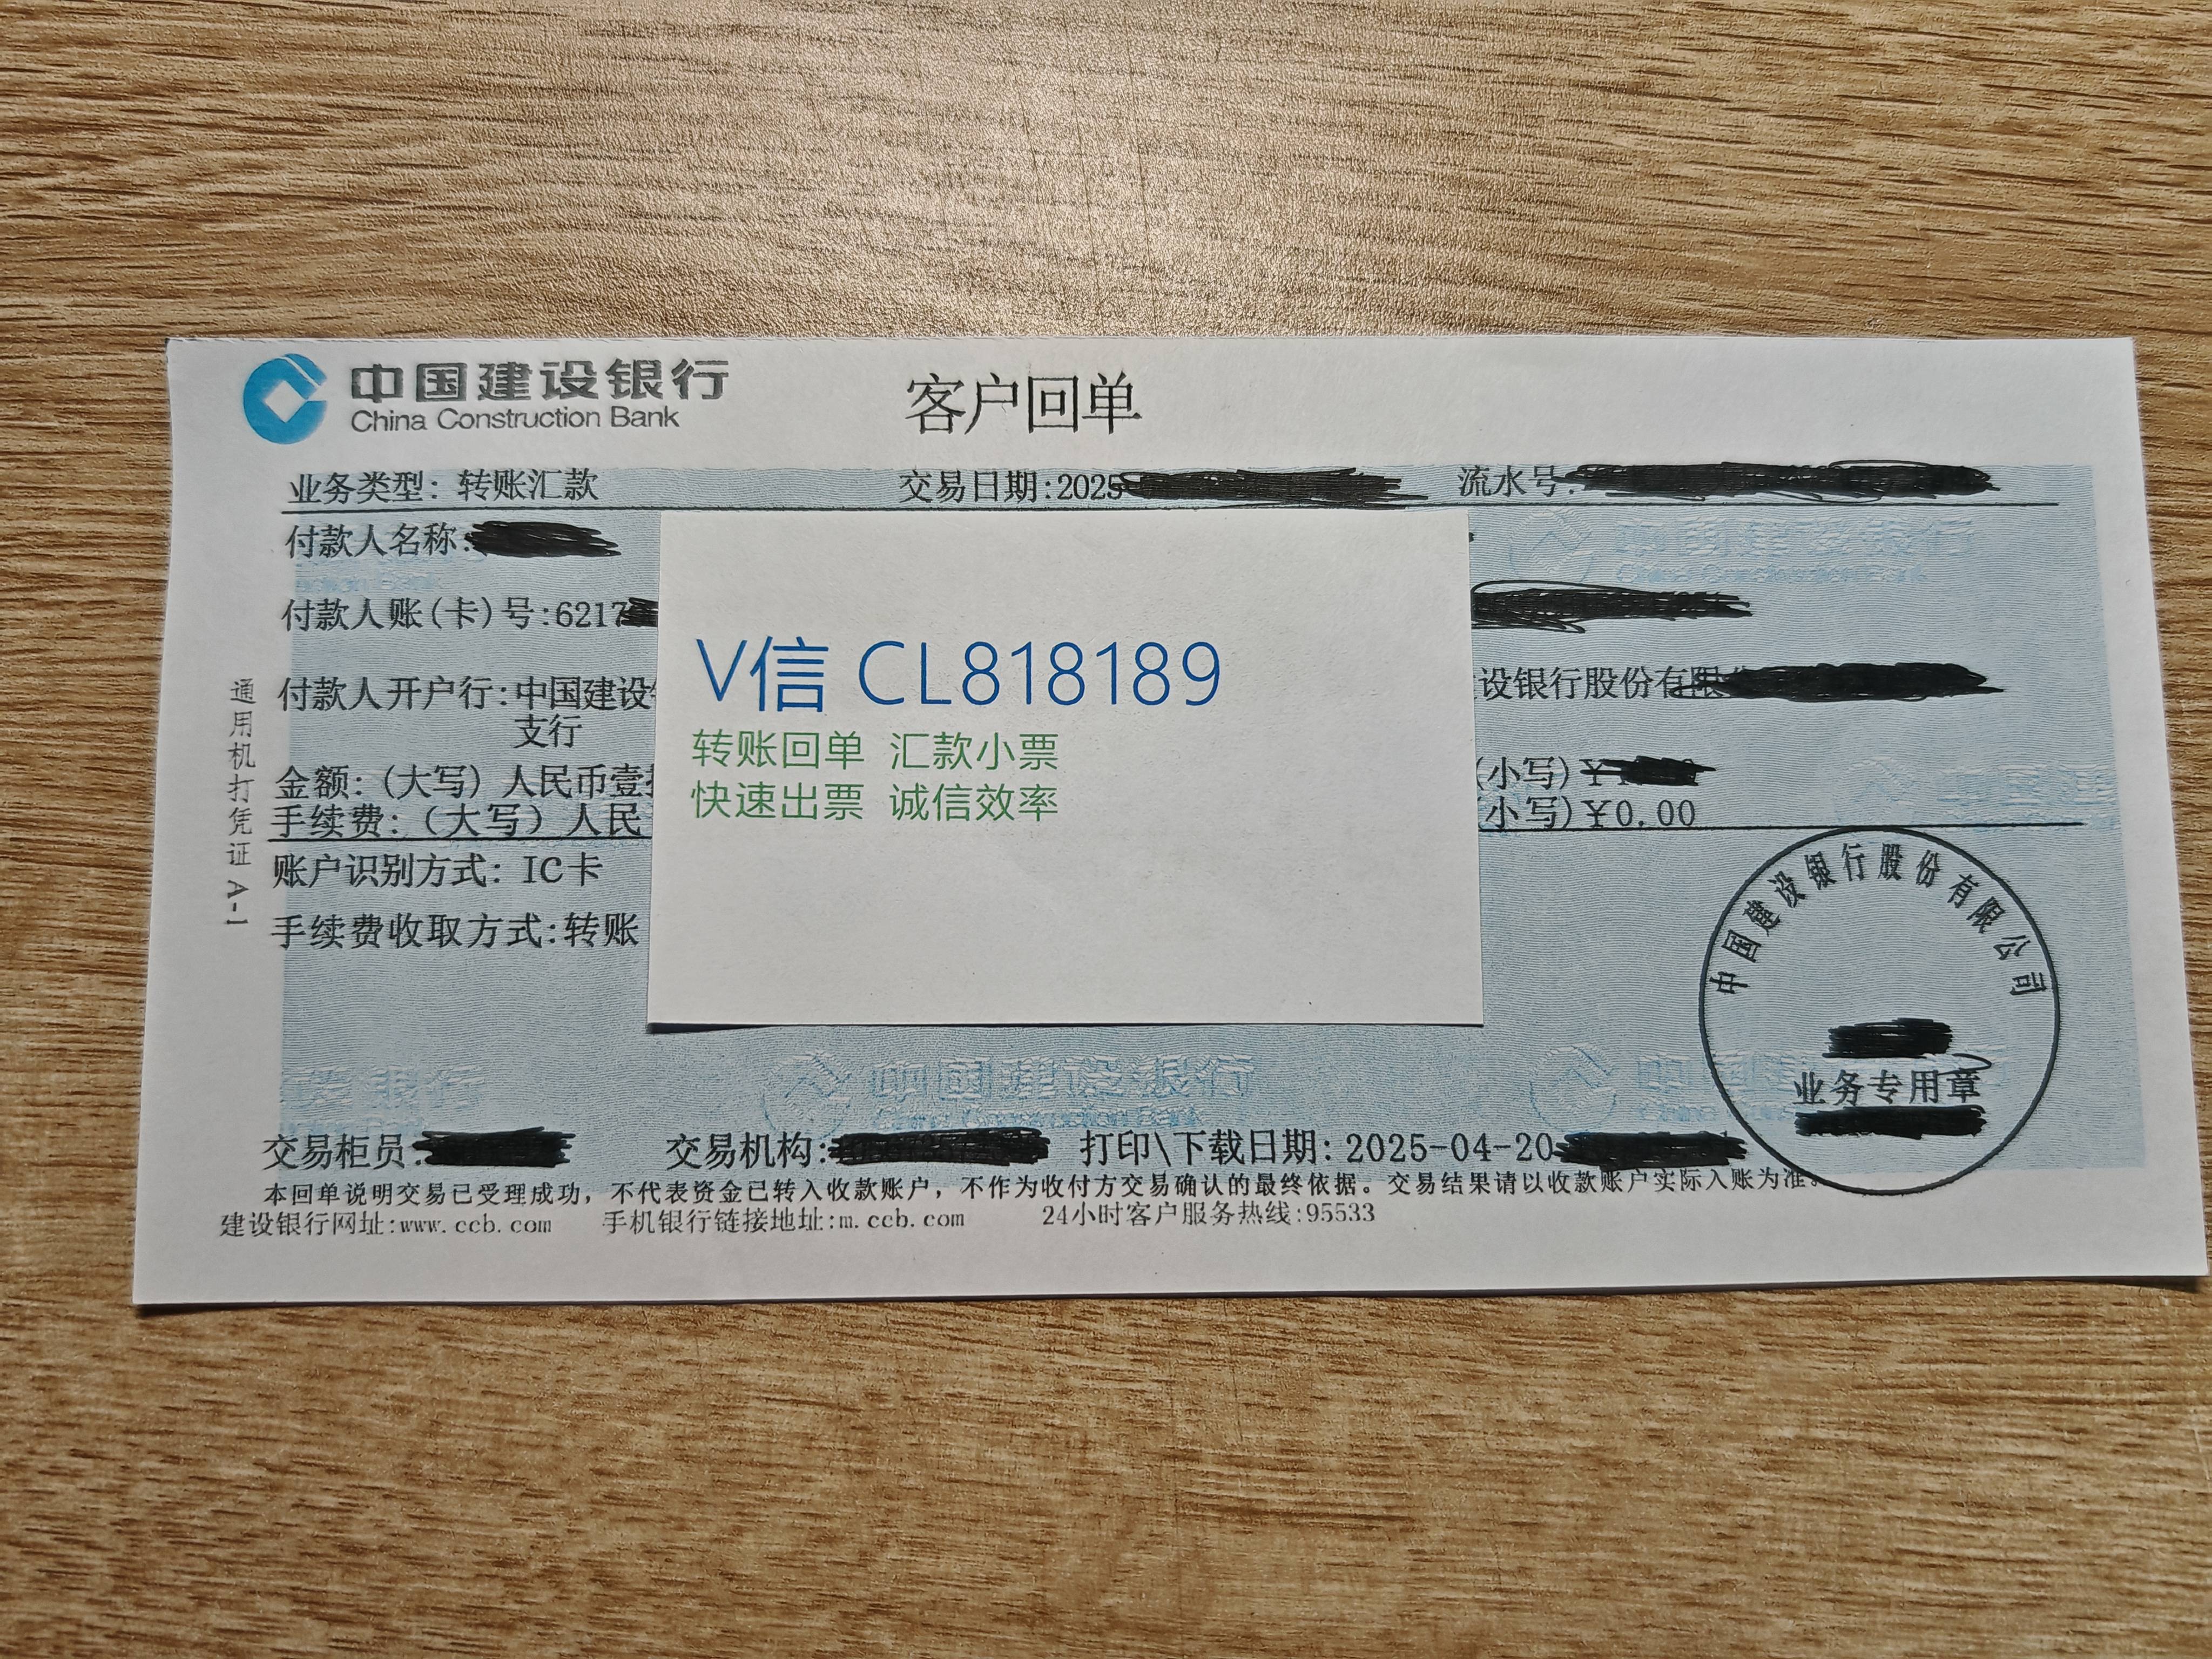 中国建设银行
China Construction Bank
客户回单
业务类型: 转账汇款 交易日期:2025 流水号:
付款人名称:
付款人账(卡)号:6217
付款人开户行:中国建设 设银行股份有限
支行
金额:(大写)人民币壹 (小写)¥
手续费:(大写)人民 (小写)¥0.00
账户识别方式: IC卡
手续费收取方式:转账
V信 CL818189
转账回单 汇款小票
快速出票 诚信效率
通用机打凭证 A-1
中国建设银行股份有限公司
业务专用章
中国建设银行
China Construction Bank
交易柜员: 交易机构: 打印\下载日期: 2025-04-20
本回单说明交易已受理成功，不代表资金已转入收款账户，不作为收付方交易确认的最终依据。交易结果请以收款账户实际入账为准。
建设银行网址:www.ccb.com 手机银行链接地址:m.ccb.com 24小时客户服务热线:95533